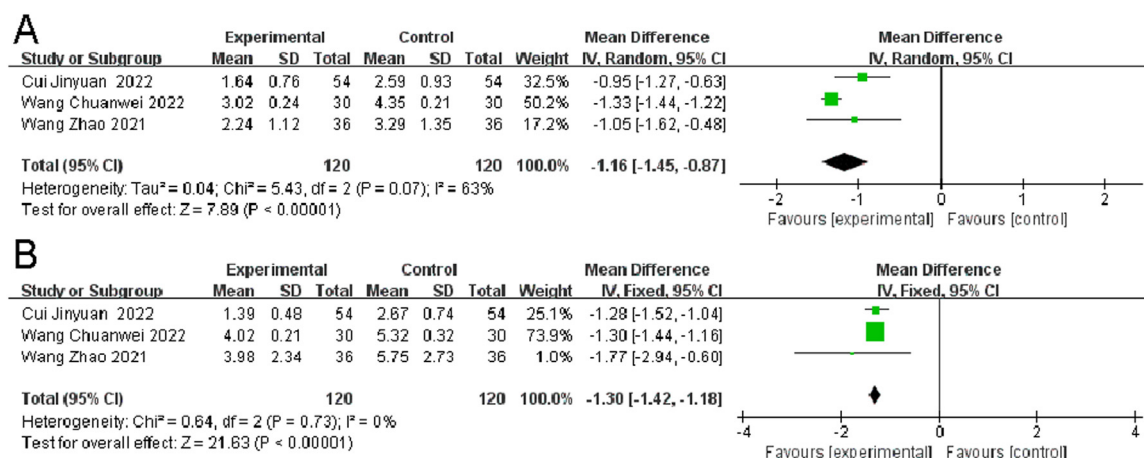 A
Experimental Control Mean Difference Mean Difference
Study or Subgroup Mean SD Total Mean SD Total Weight IV, Random, 95% CI IV, Random, 95% CI
Cui Jinyuan 2022 1.64 0.76 54 2.59 0.93 54 32.5% -0.95 [-1.27, -0.63]
Wang Chuanwei 2022 3.02 0.24 30 4.35 0.21 30 50.2% -1.33 [-1.44, -1.22]
Wang Zhao 2021 2.24 1.12 36 3.29 1.35 36 17.2% -1.05 [-1.62, -0.48]
Total (95% CI) 120 120 100.0% -1.16 [-1.45, -0.87]
Heterogeneity: Tau² = 0.04; Chi² = 5.43, df = 2 (P = 0.07); I² = 63%
Test for overall effect: Z = 7.89 (P < 0.00001)
-2 -1 0 1 2
Favours [experimental] Favours [control]
B
Experimental Control Mean Difference Mean Difference
Study or Subgroup Mean SD Total Mean SD Total Weight IV, Fixed, 95% CI IV, Fixed, 95% CI
Cui Jinyuan 2022 1.39 0.48 54 2.67 0.74 54 25.1% -1.28 [-1.52, -1.04]
Wang Chuanwei 2022 4.02 0.21 30 5.32 0.32 30 73.9% -1.30 [-1.44, -1.16]
Wang Zhao 2021 3.98 2.34 36 5.75 2.73 36 1.0% -1.77 [-2.94, -0.60]
Total (95% CI) 120 120 100.0% -1.30 [-1.42, -1.18]
Heterogeneity: Chi² = 0.64, df = 2 (P = 0.73); I² = 0%
Test for overall effect: Z = 21.63 (P < 0.00001)
-4 -2 0 2 4
Favours [experimental] Favours [control]